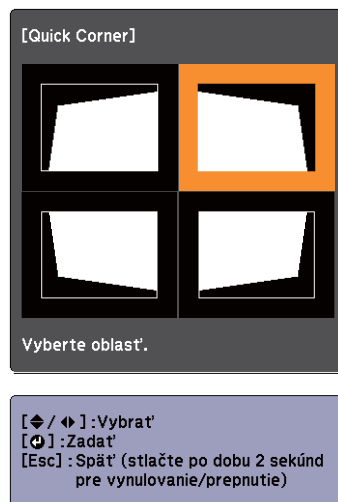 [Quick Corner]
Vyberte oblasť.
[ / ] :Vybrať
[ ] :Zadať
[Esc] : Späť (stlačte po dobu 2 sekúnd
pre vynulovanie/prepnutie)